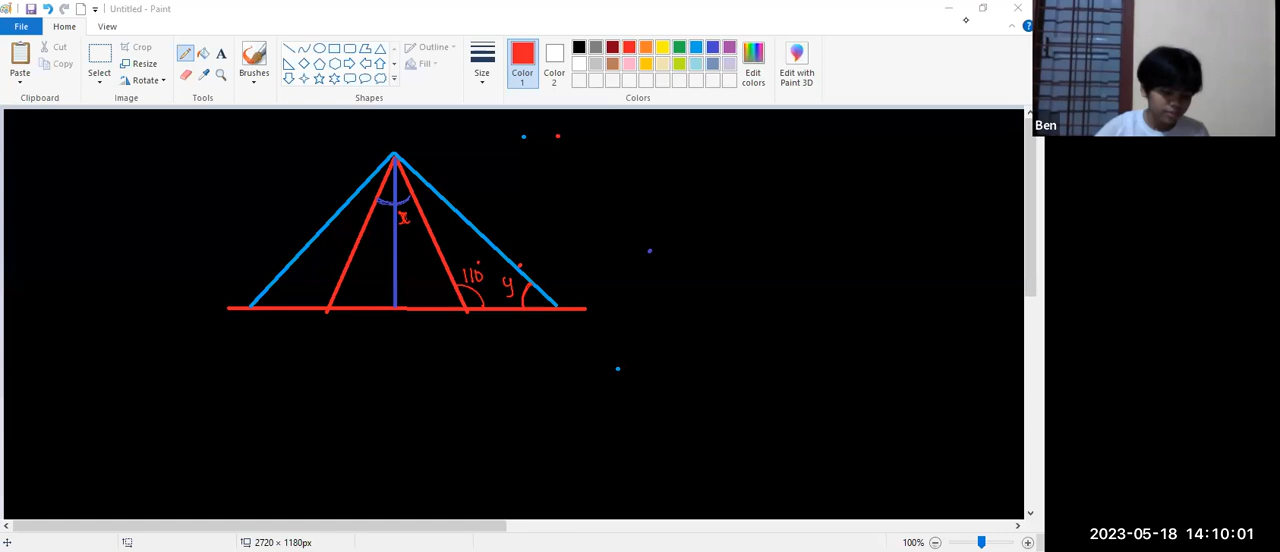 Untitled - Paint
File Home View
Paste
Cut
Copy
Clipboard
Select
Crop
Resize
Rotate
Image
A
Tools
Brushes
Outline
Fill
Shapes
Size
Color 1
Color 2
Edit colors
Colors
Edit with Paint 3D
Ben
x
110°
y
2720 × 1180px
100%
2023-05-18 14:10:01